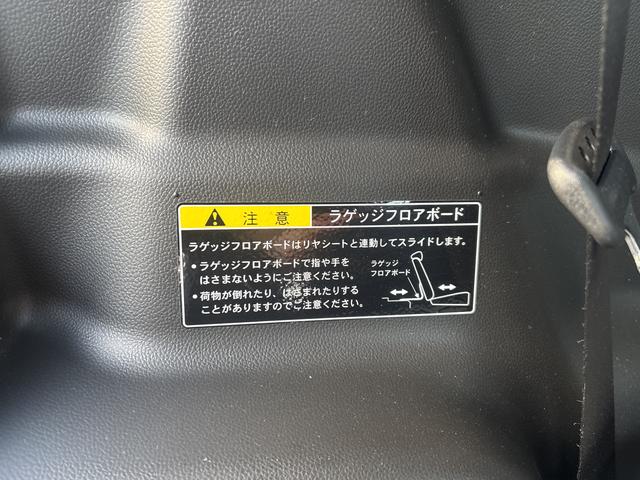 注意 ラゲッジフロアボード
ラゲッジフロアボードはリヤシートと連動してスライドします。
●ラゲッジフロアボードで指や手を
はさまないようにご注意ください。
●荷物が倒れたり、はさまれたりする
ことがありますのでご注意ください。
ラゲッジ
フロアボード